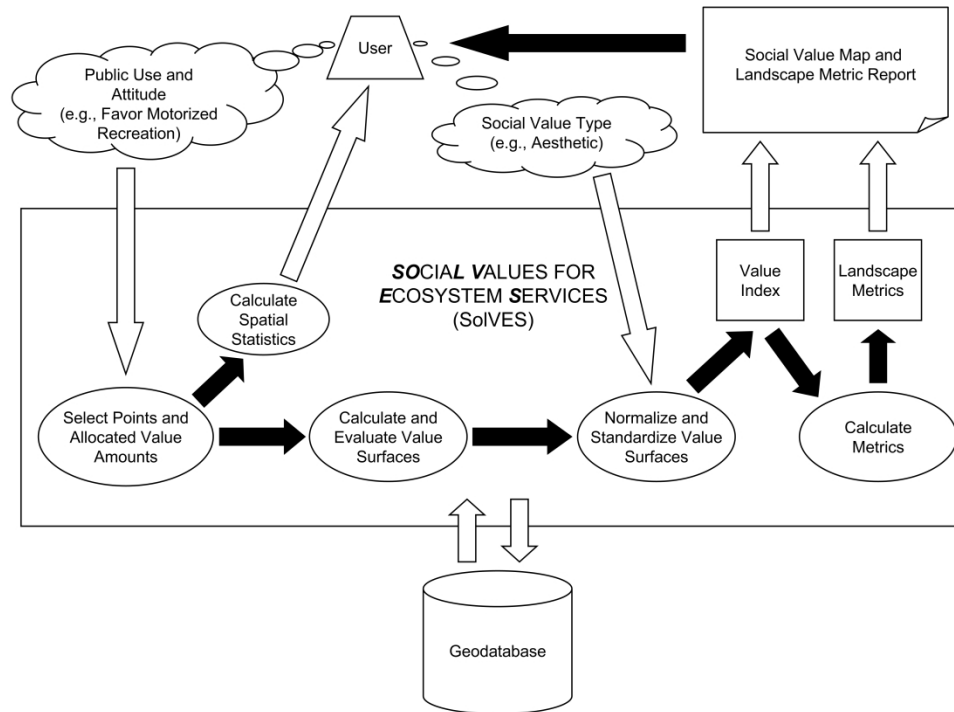 User
Public Use and
Attitude
(e.g., Favor Motorized
Recreation)
Social Value Map and
Landscape Metric Report
Social Value Type
(e.g., Aesthetic)
SOCIAL VALUES FOR
ECOSYSTEM SERVICES
(SolVES)
Value
Index
Landscape
Metrics
Calculate
Spatial
Statistics
Select Points and
Allocated Value
Amounts
Calculate and
Evaluate Value
Surfaces
Normalize and
Standardize Value
Surfaces
Calculate
Metrics
Geodatabase